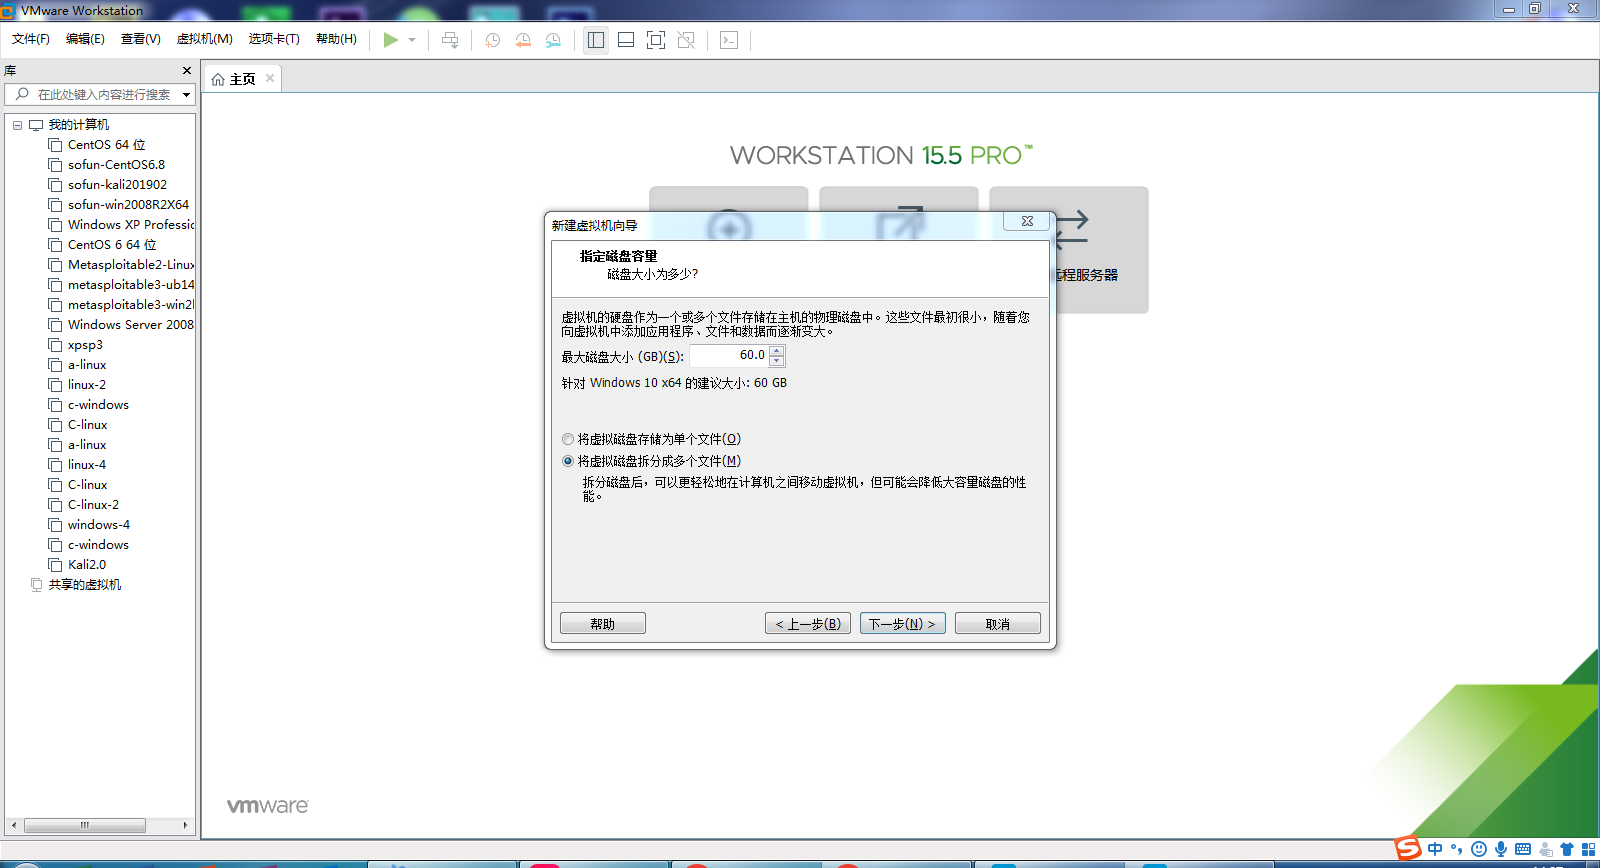 VMware Workstation
文件(F) 编辑(E) 查看(V) 虚拟机(M) 选项卡(T) 帮助(H)
库
在此处键入内容进行搜索
主页
我的计算机
CentOS 64 位
sofun-CentOS6.8
sofun-kali201902
sofun-win2008R2X64
Windows XP Professic
CentOS 6 64 位
Metasploitable2-Linux
metasploitable3-ub14
metasploitable3-win2
Windows Server 2008
xpsp3
a-linux
linux-2
c-windows
C-linux
a-linux
linux-4
C-linux
C-linux-2
windows-4
c-windows
Kali2.0
共享的虚拟机
WORKSTATION 15.5 PRO™
远程服务器
新建虚拟机向导
指定磁盘容量
磁盘大小为多少?
虚拟机的硬盘作为一个或多个文件存储在主机的物理磁盘中。这些文件最初很小，随着您
向虚拟机中添加应用程序、文件和数据而逐渐变大。
最大磁盘大小 (GB)(S): 60.0
针对 Windows 10 x64 的建议大小: 60 GB
将虚拟磁盘存储为单个文件(O)
将虚拟磁盘拆分成多个文件(M)
拆分磁盘后，可以更轻松地在计算机之间移动虚拟机，但可能会降低大容量磁盘的性
能。
帮助 < 上一步(B) 下一步(N) > 取消
vmware
中